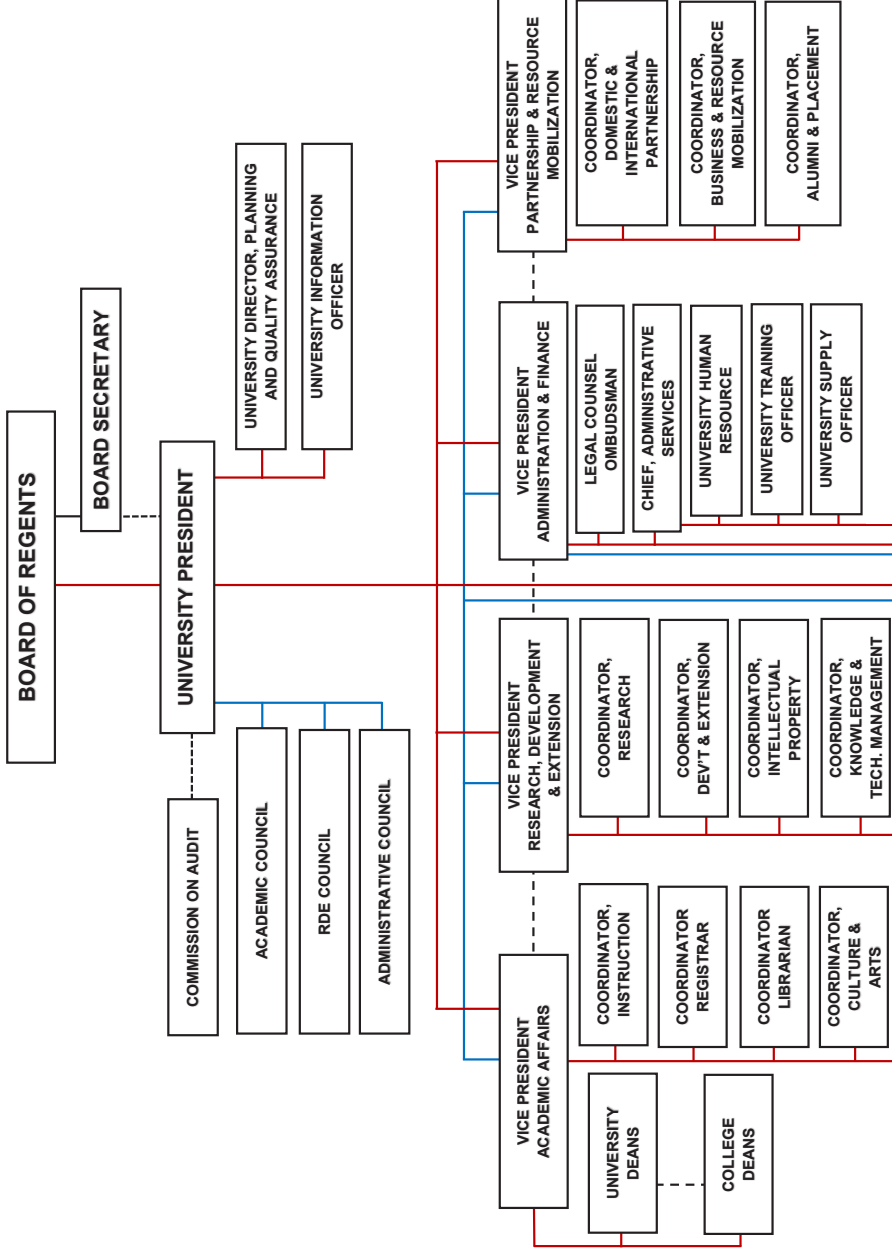 BOARD OF REGENTS
BOARD SECRETARY
UNIVERSITY PRESIDENT
COMMISSION ON AUDIT
ACADEMIC COUNCIL
RDE COUNCIL
ADMINISTRATIVE COUNCIL
UNIVERSITY DIRECTOR, PLANNING
AND QUALITY ASSURANCE
UNIVERSITY INFORMATION
OFFICER
VICE PRESIDENT
ACADEMIC AFFAIRS
UNIVERSITY
DEANS
COLLEGE
DEANS
COORDINATOR,
INSTRUCTION
COORDINATOR
REGISTRAR
COORDINATOR
LIBRARIAN
COORDINATOR,
CULTURE &
ARTS
VICE PRESIDENT
RESEARCH, DEVELOPMENT
& EXTENSION
COORDINATOR,
RESEARCH
COORDINATOR,
DEV'T & EXTENSION
COORDINATOR,
INTELLECTUAL
PROPERTY
COORDINATOR,
KNOWLEDGE &
TECH. MANAGEMENT
VICE PRESIDENT
ADMINISTRATION & FINANCE
LEGAL COUNSEL
OMBUDSMAN
CHIEF, ADMINISTRATIVE
SERVICES
UNIVERSITY HUMAN
RESOURCE
UNIVERSITY TRAINING
OFFICER
UNIVERSITY SUPPLY
OFFICER
VICE PRESIDENT
PARTNERSHIP & RESOURCE
MOBILIZATION
COORDINATOR,
DOMESTIC &
INTERNATIONAL
PARTNERSHIP
COORDINATOR,
BUSINESS & RESOURCE
MOBILIZATION
COORDINATOR,
ALUMNI & PLACEMENT